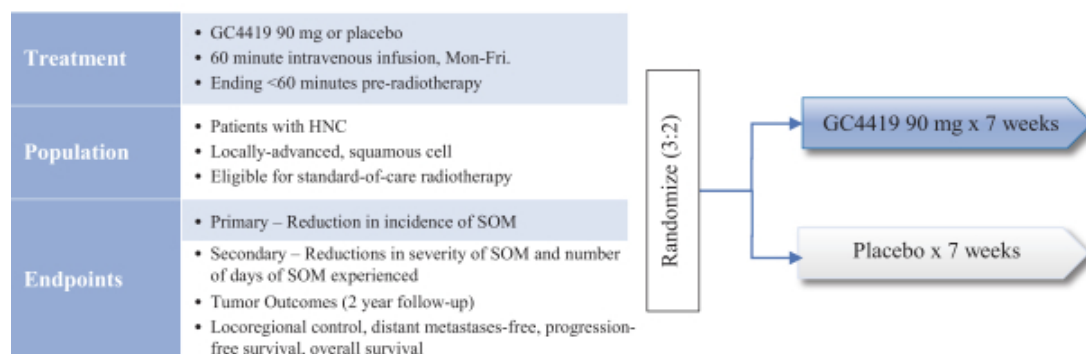 Treatment
• GC4419 90 mg or placebo
• 60 minute intravenous infusion, Mon-Fri.
• Ending <60 minutes pre-radiotherapy
Population
• Patients with HNC
• Locally-advanced, squamous cell
• Eligible for standard-of-care radiotherapy
Endpoints
• Primary – Reduction in incidence of SOM
• Secondary – Reductions in severity of SOM and number
of days of SOM experienced
• Tumor Outcomes (2 year follow-up)
• Locoregional control, distant metastases-free, progression-
free survival, overall survival
Randomize (3:2)
GC4419 90 mg x 7 weeks
Placebo x 7 weeks